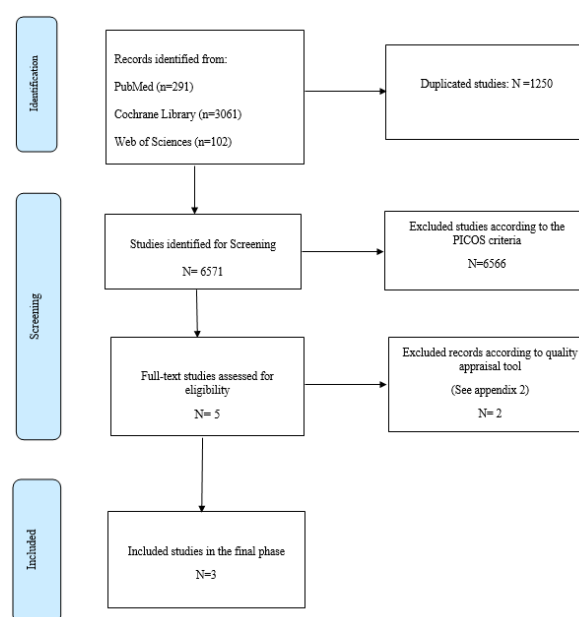 Identification
Records identified from:
PubMed (n=291)
Cochrane Library (n=3061)
Web of Sciences (n=102)
Duplicated studies: N =1250
Screening
Studies identified for Screening
N= 6571
Excluded studies according to the
PICOS criteria
N=6566
Full-text studies assessed for
eligibility
N= 5
Excluded records according to quality
appraisal tool
(See appendix 2)
N= 2
Included
Included studies in the final phase
N=3